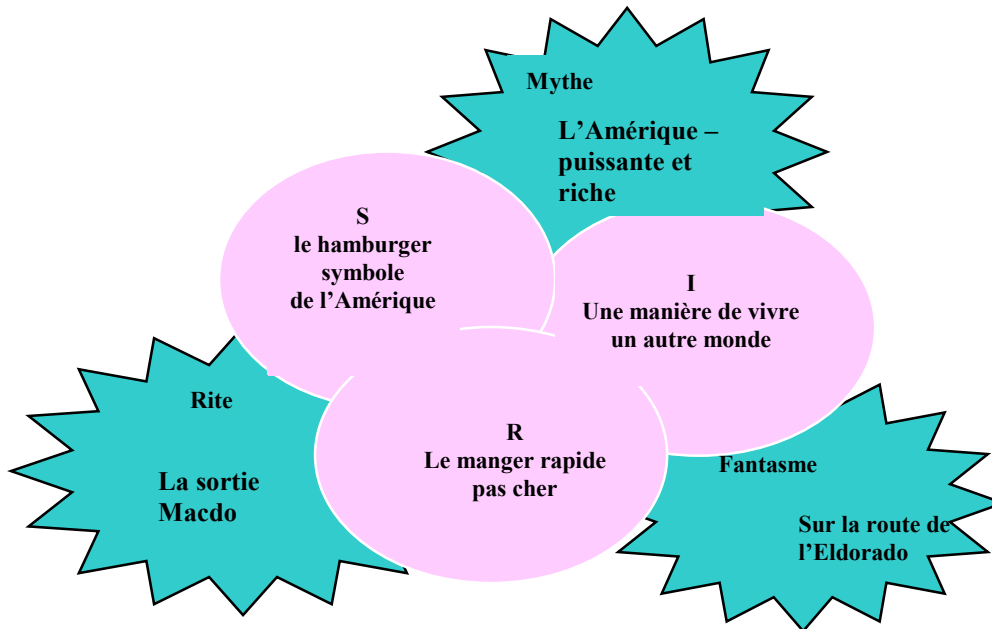 Mythe
L’Amérique –
puissante et
riche
S
le hamburger
symbole
de l’Amérique
I
Une manière de vivre
un autre monde
Rite
La sortie
Macdo
R
Le manger rapide
pas cher
Fantasme
Sur la route de
l’Eldorado